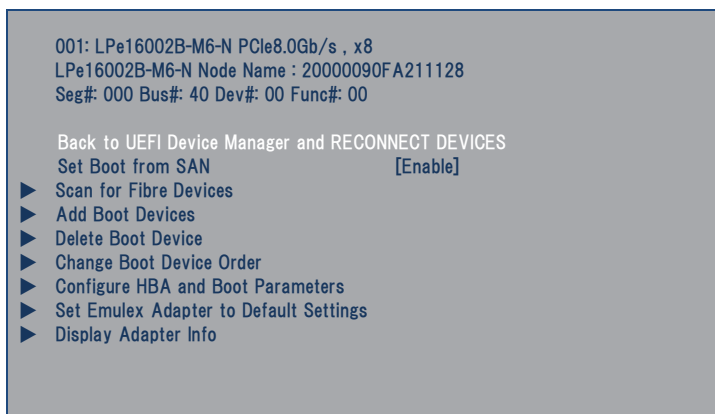 001: LPe16002B-M6-N PCIe8.0Gb/s , x8
LPe16002B-M6-N Node Name : 20000090FA211128
Seg#: 000 Bus#: 40 Dev#: 00 Func#: 00
Back to UEFI Device Manager and RECONNECT DEVICES
Set Boot from SAN [Enable]
▶ Scan for Fibre Devices
▶ Add Boot Devices
▶ Delete Boot Device
▶ Change Boot Device Order
▶ Configure HBA and Boot Parameters
▶ Set Emulex Adapter to Default Settings
▶ Display Adapter Info